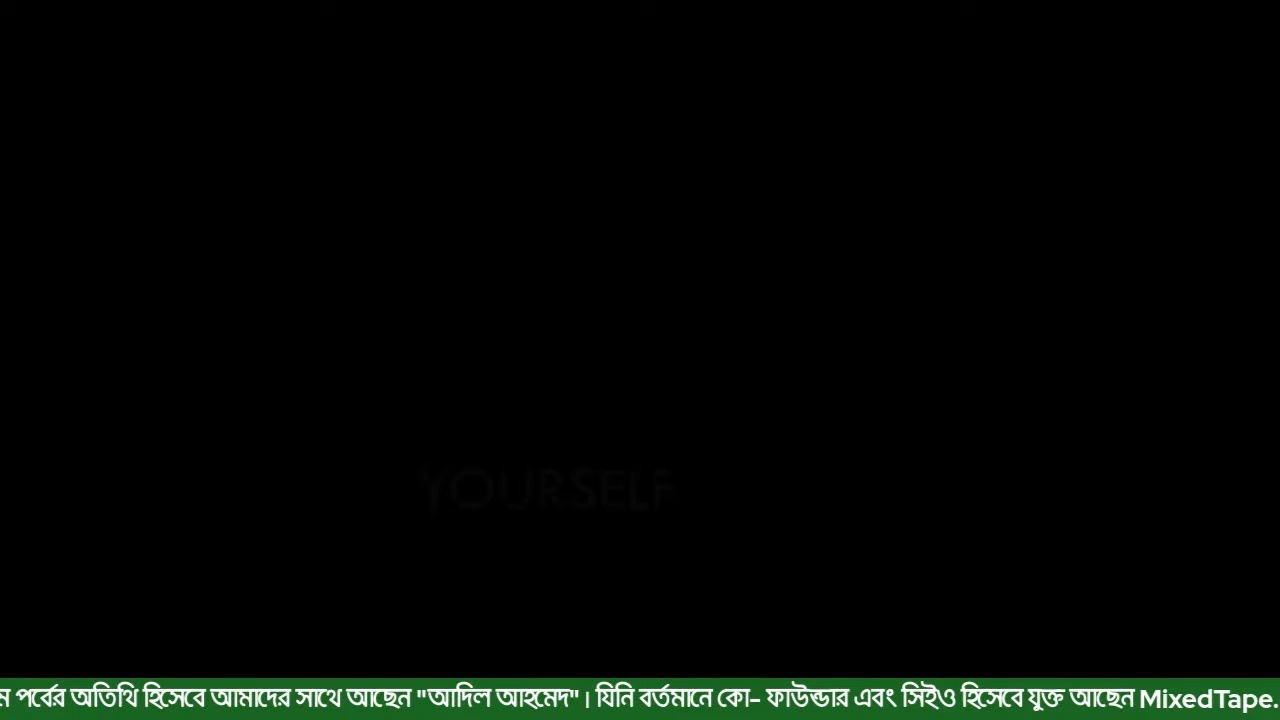 YOURSELF
ম পর্বের অতিথি হিসেবে আমাদের সাথে আছেন "আদিল আহমেদ"। যিনি বর্তমানে কো- ফাউন্ডার এবং সিইও হিসেবে যুক্ত আছেন MixedTape.